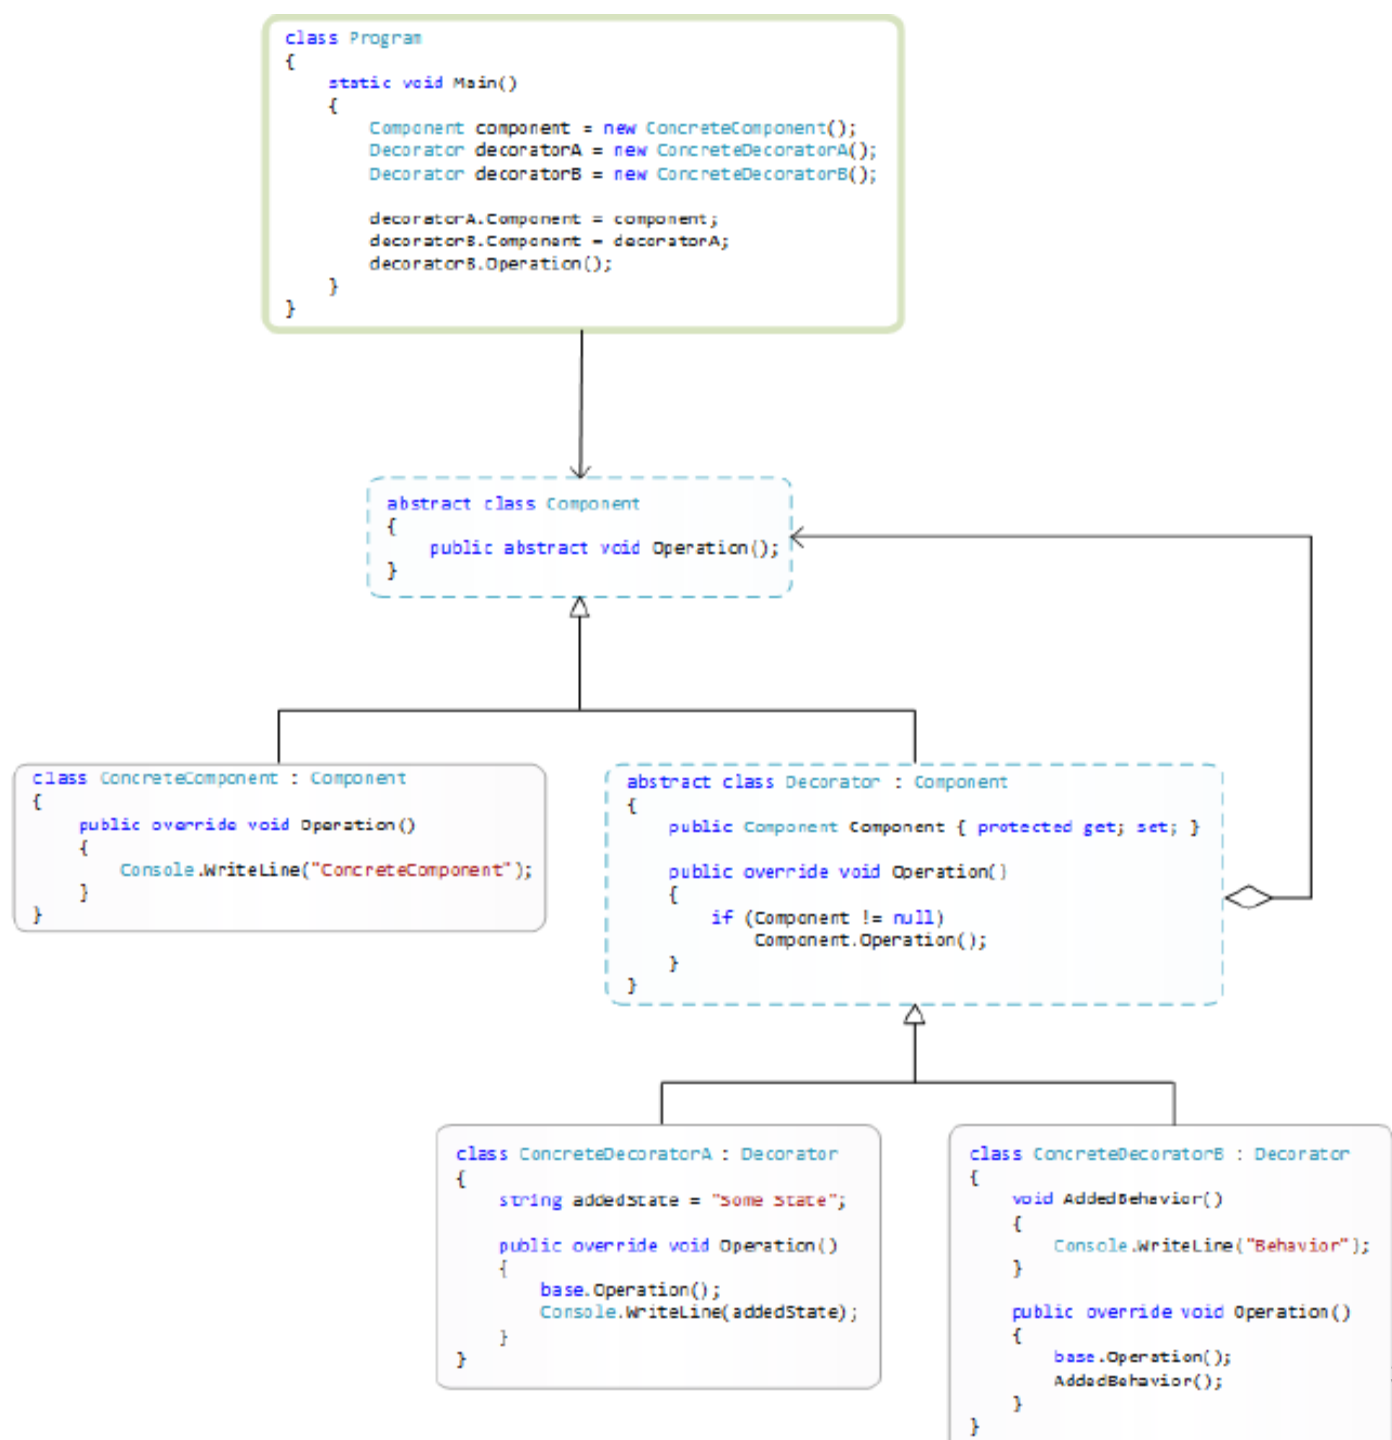 class Program
{
static void Main()
{
Component component = new ConcreteComponent();
Decorator decoratorA = new ConcreteDecoratorA();
Decorator decoratorB = new ConcreteDecoratorB();
decoratorA.Component = component;
decoratorB.Component = decoratorA;
decoratorB.Operation();
}
}
abstract class Component
{
public abstract void Operation();
}
class ConcreteComponent : Component
{
public override void Operation()
{
Console.WriteLine("ConcreteComponent");
}
}
abstract class Decorator : Component
{
public Component Component { protected get; set; }
public override void Operation()
{
if (Component != null)
Component.Operation();
}
}
class ConcreteDecoratorA : Decorator
{
string addedState = "Some State";
public override void Operation()
{
base.Operation();
Console.WriteLine(addedState);
}
}
class ConcreteDecoratorB : Decorator
{
void AddedBehavior()
{
Console.WriteLine("Behavior");
}
public override void Operation()
{
base.Operation();
AddedBehavior();
}
}